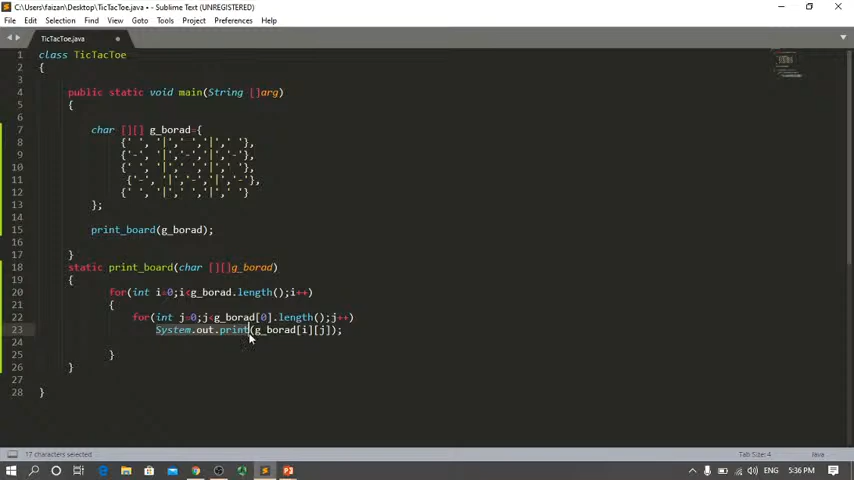 C:\Users\faizan\Desktop\TicTacToe.java • - Sublime Text (UNREGISTERED)
File Edit Selection Find View Goto Tools Project Preferences Help
TicTacToe.java
1 class TicTacToe
2 {
3
4 public static void main(String []arg)
5 {
6
7 char [][] g_borad={
8 {' ', '|',' ','|',' '},
9 {'-', '|','-','|','-'},
10 {' ', '|',' ','|',' '},
11 {'-', '|','-','|','-'},
12 {' ', '|',' ','|',' '}
13 };
14
15 print_board(g_borad);
16
17 }
18 static print_board(char [][]g_borad)
19 {
20 for(int i=0;i<g_borad.length();i++)
21 {
22 for(int j=0;j<g_borad[0].length();j++)
23 System.out.print(g_borad[i][j]);
24
25 }
26 }
27
28 }
17 characters selected Tab Size: 4 Java
ENG 5:36 PM